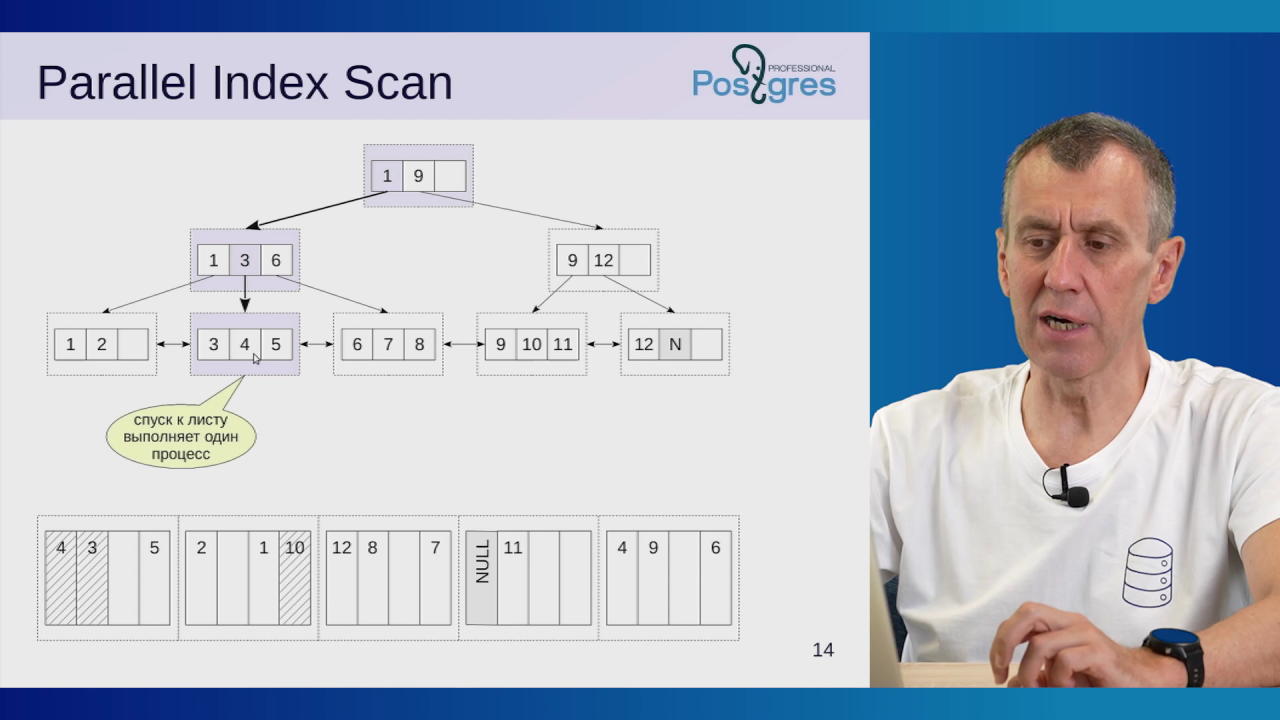 Parallel Index Scan
PROFESSIONAL
Postgres
1 9
1 3 6
9 12
1 2
3 4 5
6 7 8
9 10 11
12 N
спуск к листу
выполняет один
процесс
4 3 5
2 1 10
12 8 7
NULL 11
4 9 6
14